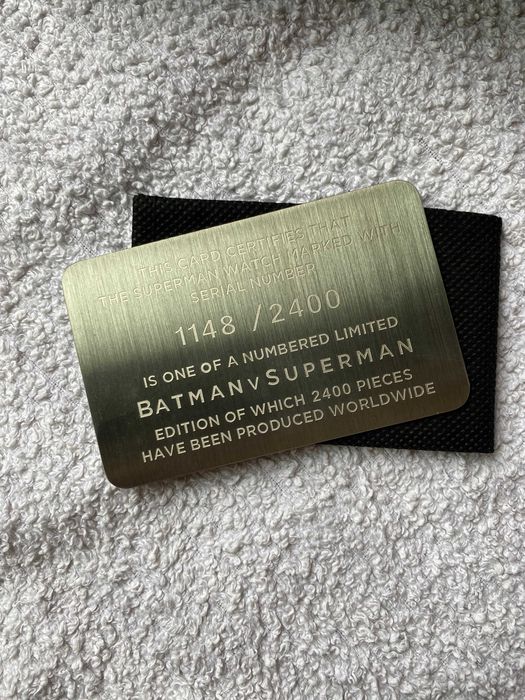 THIS CARD CERTIFIES THAT
THE SUPERMAN WATCH MARKED WITH
SERIAL NUMBER
1148 /2400
IS ONE OF A NUMBERED LIMITED
BATMAN V SUPERMAN
EDITION OF WHICH 2400 PIECES
HAVE BEEN PRODUCED WORLDWIDE